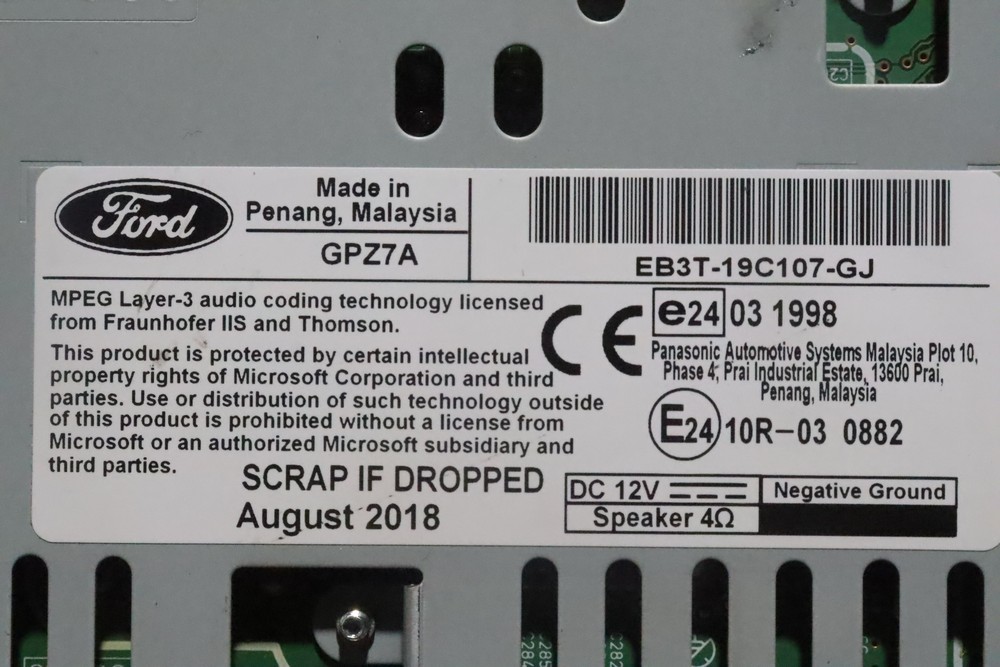 Ford
Made in
Penang, Malaysia
GPZ7A
EB3T-19C107-GJ
MPEG Layer-3 audio coding technology licensed
from Fraunhofer IIS and Thomson.
This product is protected by certain intellectual
property rights of Microsoft Corporation and third
parties. Use or distribution of such technology outside
of this product is prohibited without a license from
Microsoft or an authorized Microsoft subsidiary and
third parties.
SCRAP IF DROPPED
August 2018
CE
e24 03 1998
Panasonic Automotive Systems Malaysia Plot 10,
Phase 4, Prai Industrial Estate, 13600 Prai,
Penang, Malaysia
E24 10R-03 0882
DC 12V
Negative Ground
Speaker 4Ω